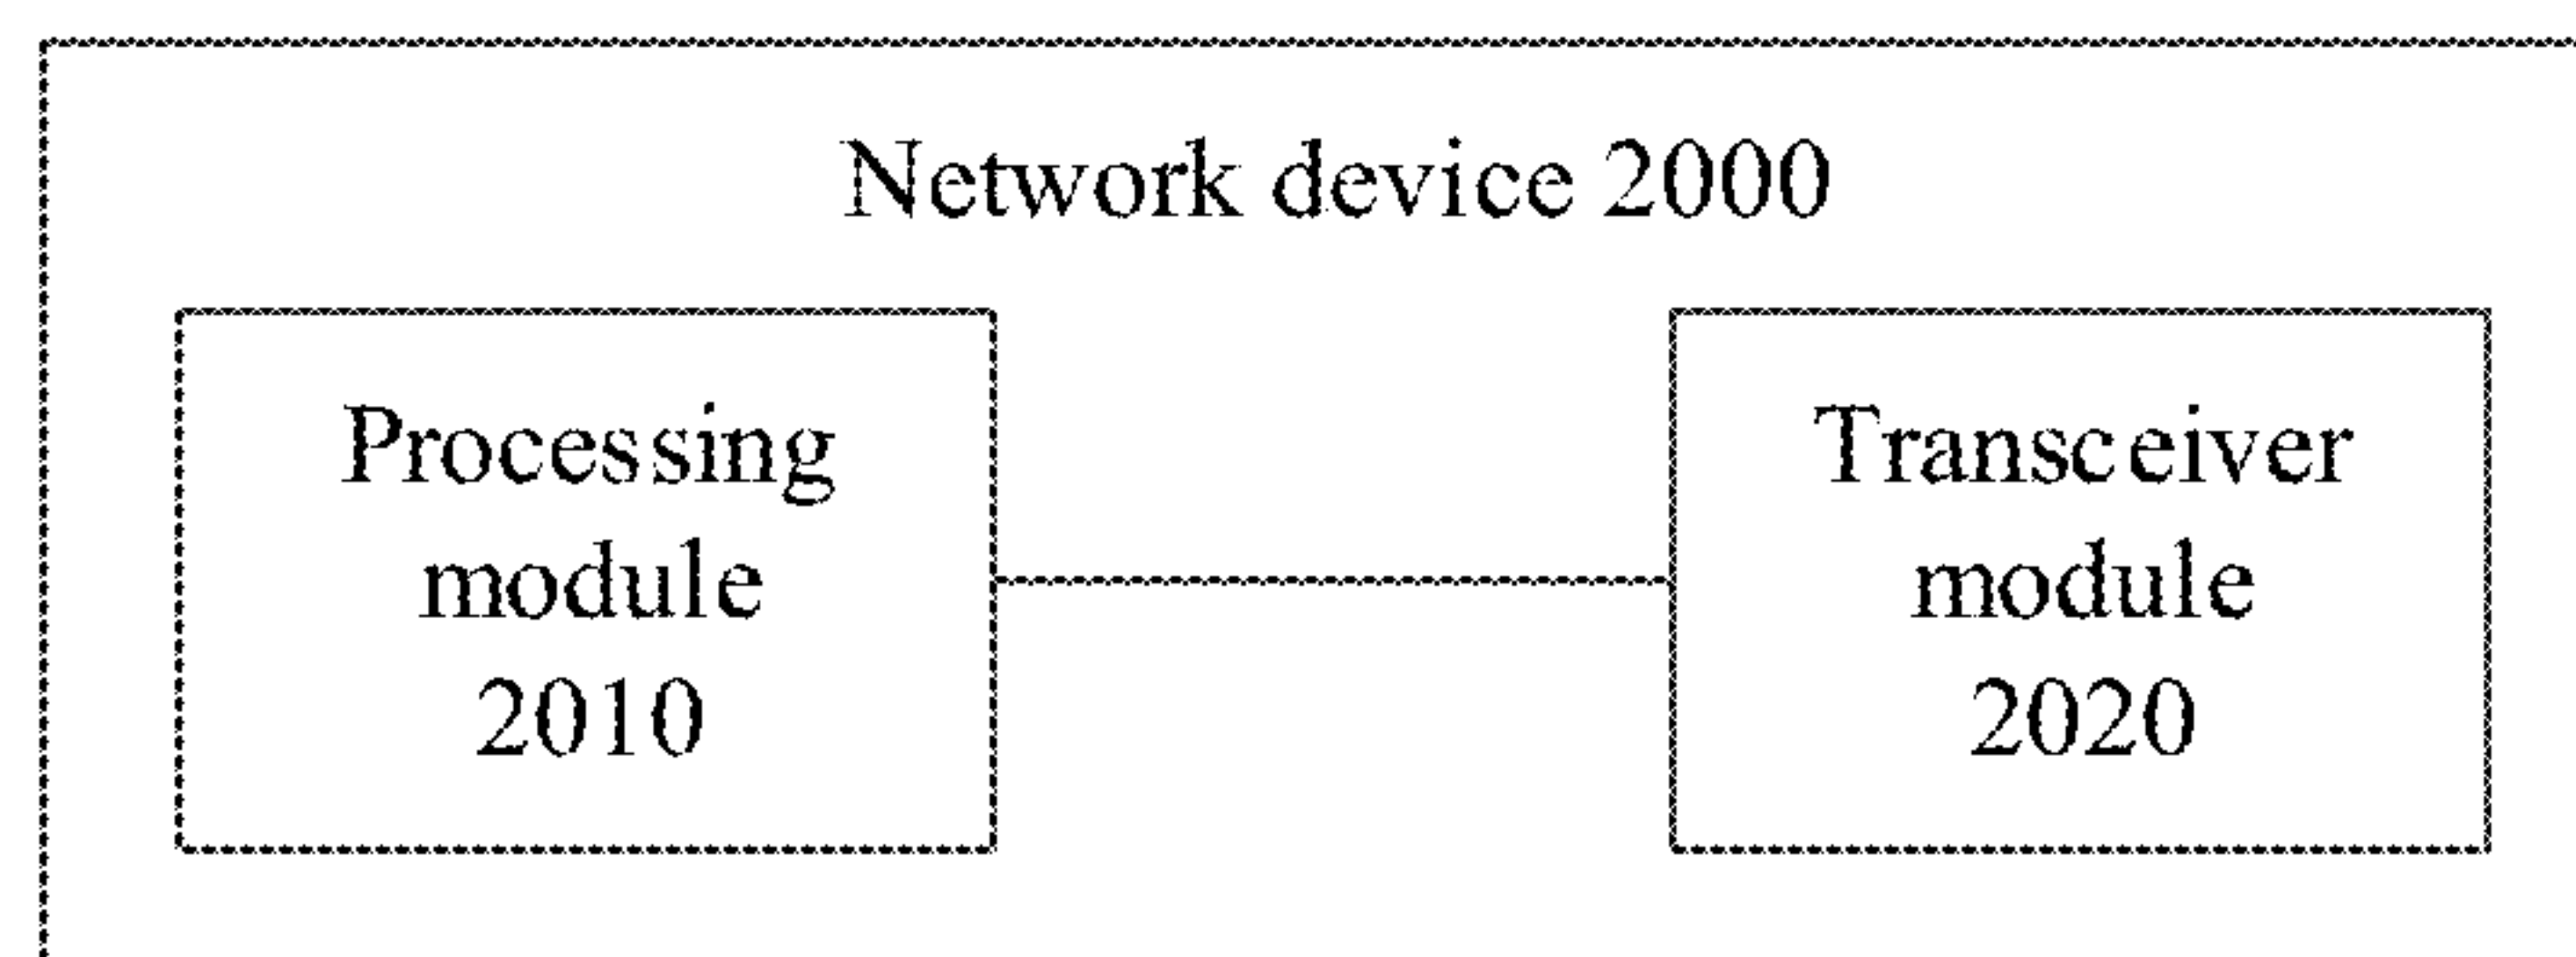 Network device 2000
Processing
module
2010
Transceiver
module
2020